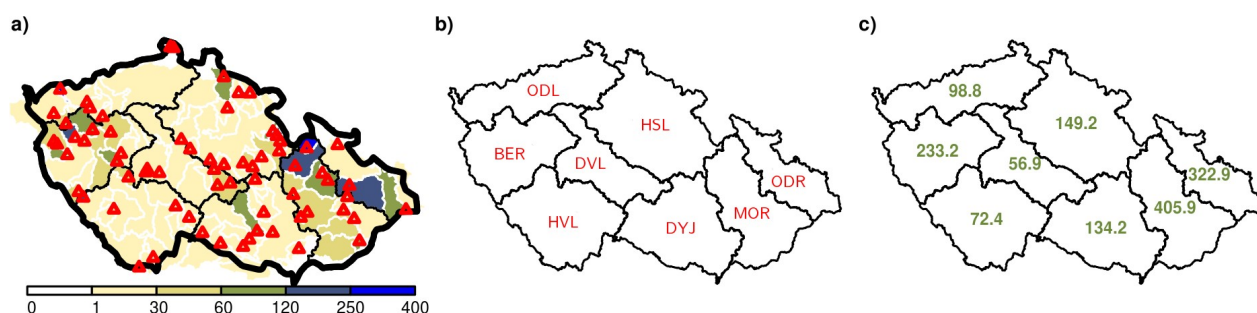 a)
0 1 30 60 120 250 400
b)
ODL
HSL
BER
DVL
ODR
HVL
DYJ
MOR
c)
98.8
149.2
233.2
56.9
322.9
72.4
134.2
405.9